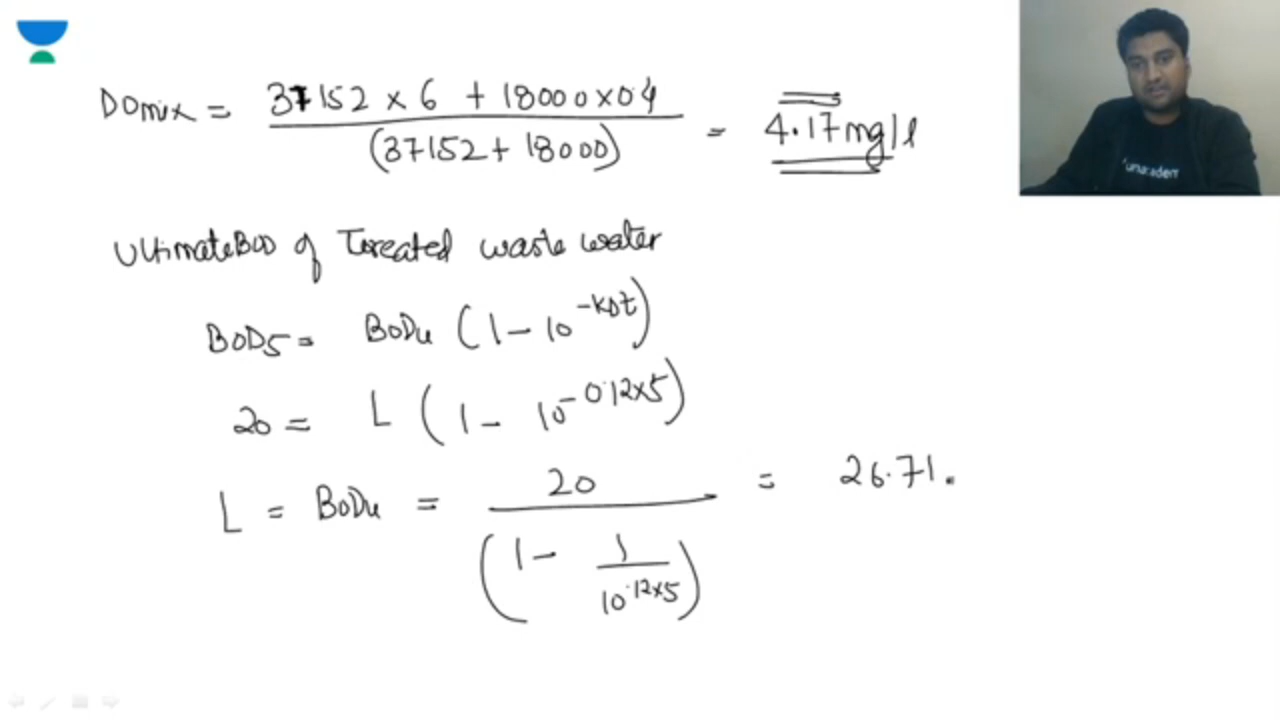 DOmix = 37152 × 6 + 18000 × 0.4 / (37152 + 18000) = 4.17 mg/l
Ultimate BOD of Treated waste water
BOD5 = BODu (1 - 10^-KDt)
20 = L (1 - 10^-0.12×5)
L = BODu = 20 / (1 - 1 / 10^.12×5) = 26.71.